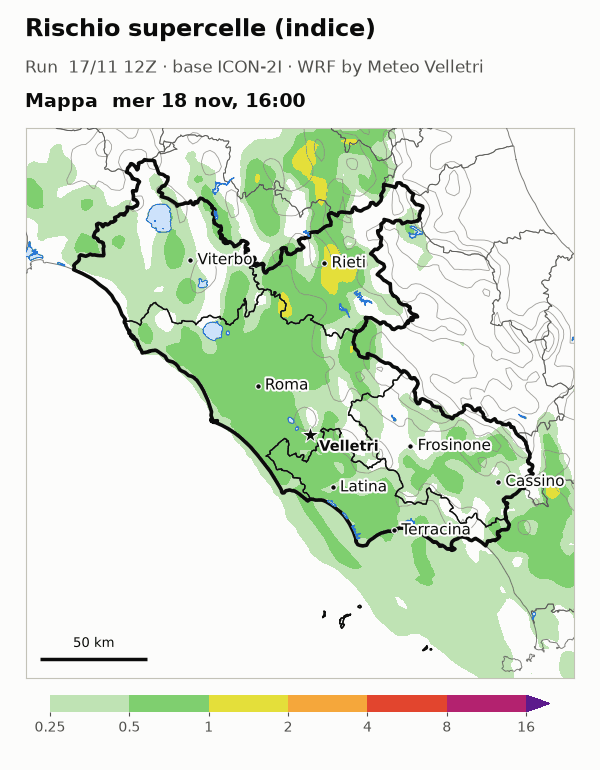 Rischio supercelle (indice)
Run  17/11 12Z · base ICON-2I · WRF by Meteo Velletri
Mappa  mer 18 nov, 16:00
Viterbo
Rieti
Roma
Velletri
Frosinone
Latina
Cassino
Terracina
50 km
0.25 0.5 1 2 4 8 16